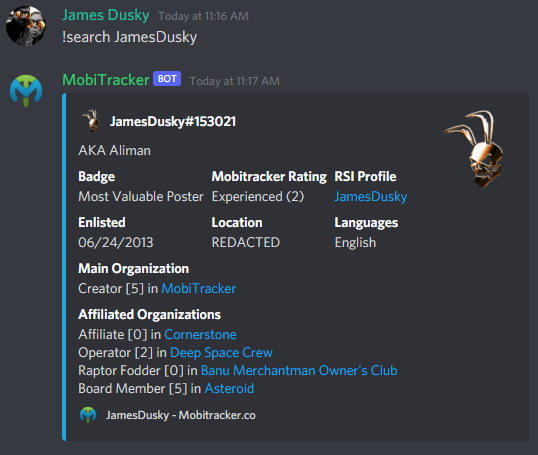 James Dusky Today at 11:16 AM
!search JamesDusky
MobiTracker BOT Today at 11:17 AM
JamesDusky#153021
AKA Aliman
Badge Mobitracker Rating RSI Profile
Most Valuable Poster Experienced (2) JamesDusky
Enlisted Location Languages
06/24/2013 REDACTED English
Main Organization
Creator [5] in MobiTracker
Affiliated Organizations
Affiliate [0] in Cornerstone
Operator [2] in Deep Space Crew
Raptor Fodder [0] in Banu Merchantman Owner's Club
Board Member [5] in Asteroid
JamesDusky - Mobitracker.co